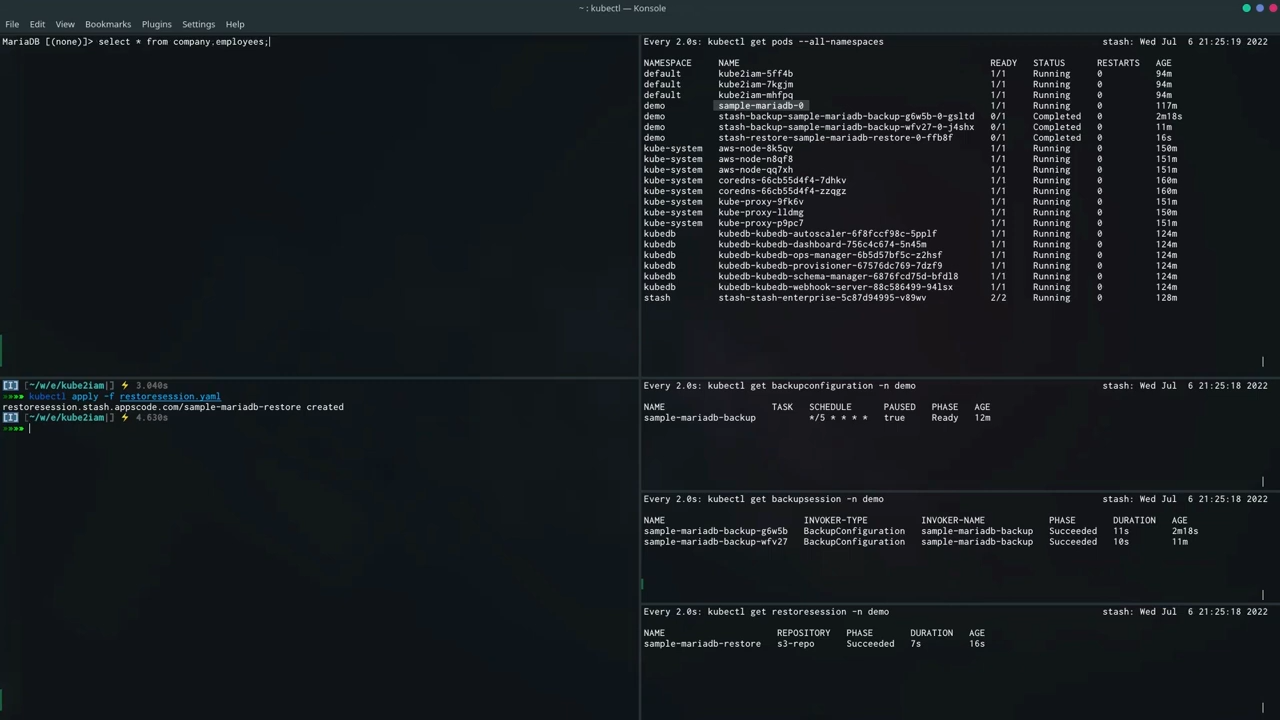 ~ : kubectl — Konsole
File Edit View Bookmarks Plugins Settings Help
MariaDB [(none)]> select * from company.employees;
Every 2.0s: kubectl get pods --all-namespaces stash: Wed Jul 6 21:25:19 2022
NAMESPACE NAME READY STATUS RESTARTS AGE
default kube2iam-5ff4b 1/1 Running 0 94m
default kube2iam-7kgjm 1/1 Running 0 94m
default kube2iam-mhfpq 1/1 Running 0 94m
demo sample-mariadb-0 1/1 Running 0 117m
demo stash-backup-sample-mariadb-backup-g6w5b-0-gsltd 0/1 Completed 0 2m18s
demo stash-backup-sample-mariadb-backup-wfv27-0-j4shx 0/1 Completed 0 11m
demo stash-restore-sample-mariadb-restore-0-ffb8f 0/1 Completed 0 16s
kube-system aws-node-8k5qv 1/1 Running 0 150m
kube-system aws-node-n8qf8 1/1 Running 0 151m
kube-system aws-node-qq7xh 1/1 Running 0 151m
kube-system coredns-66cb55d4f4-7dhkv 1/1 Running 0 160m
kube-system coredns-66cb55d4f4-zzqgz 1/1 Running 0 160m
kube-system kube-proxy-9fk6v 1/1 Running 0 151m
kube-system kube-proxy-lldmg 1/1 Running 0 150m
kube-system kube-proxy-p9pc7 1/1 Running 0 151m
kubedb kubedb-kubedb-autoscaler-6f8fccf98c-5pplf 1/1 Running 0 124m
kubedb kubedb-kubedb-dashboard-756c4c674-5n45m 1/1 Running 0 124m
kubedb kubedb-kubedb-ops-manager-6b5d57bf5c-z2hsf 1/1 Running 0 124m
kubedb kubedb-kubedb-provisioner-67576dc769-7dzf9 1/1 Running 0 124m
kubedb kubedb-kubedb-schema-manager-6876fcd75d-bfdl8 1/1 Running 0 124m
kubedb kubedb-kubedb-webhook-server-88c586499-94lsx 1/1 Running 0 124m
stash stash-stash-enterprise-5c87d94995-v89wv 2/2 Running 0 128m
[I] [~/w/e/kube2iam|] ⚡ 3.040s
»»»» kubectl apply -f restoresession.yaml
restoresession.stash.appscode.com/sample-mariadb-restore created
[I] [~/w/e/kube2iam|] ⚡ 4.630s
»»»»
Every 2.0s: kubectl get backupconfiguration -n demo stash: Wed Jul 6 21:25:18 2022
NAME TASK SCHEDULE PAUSED PHASE AGE
sample-mariadb-backup */5 * * * * true Ready 12m
Every 2.0s: kubectl get backupsession -n demo stash: Wed Jul 6 21:25:18 2022
NAME INVOKER-TYPE INVOKER-NAME PHASE DURATION AGE
sample-mariadb-backup-g6w5b BackupConfiguration sample-mariadb-backup Succeeded 11s 2m18s
sample-mariadb-backup-wfv27 BackupConfiguration sample-mariadb-backup Succeeded 10s 11m
Every 2.0s: kubectl get restoresession -n demo stash: Wed Jul 6 21:25:18 2022
NAME REPOSITORY PHASE DURATION AGE
sample-mariadb-restore s3-repo Succeeded 7s 16s